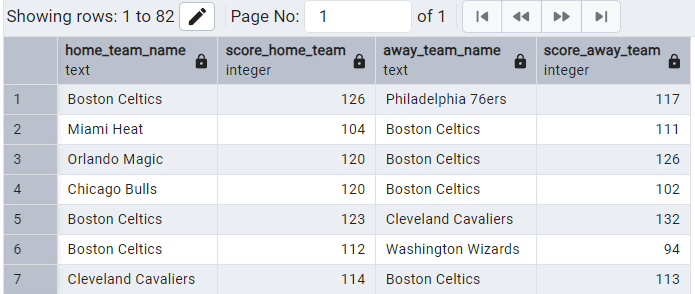 Showing rows: 1 to 82 Page No: 1 of 1
home_team_name score_home_team away_team_name score_away_team
text integer text integer
1 Boston Celtics 126 Philadelphia 76ers 117
2 Miami Heat 104 Boston Celtics 111
3 Orlando Magic 120 Boston Celtics 126
4 Chicago Bulls 120 Boston Celtics 102
5 Boston Celtics 123 Cleveland Cavaliers 132
6 Boston Celtics 112 Washington Wizards 94
7 Cleveland Cavaliers 114 Boston Celtics 113